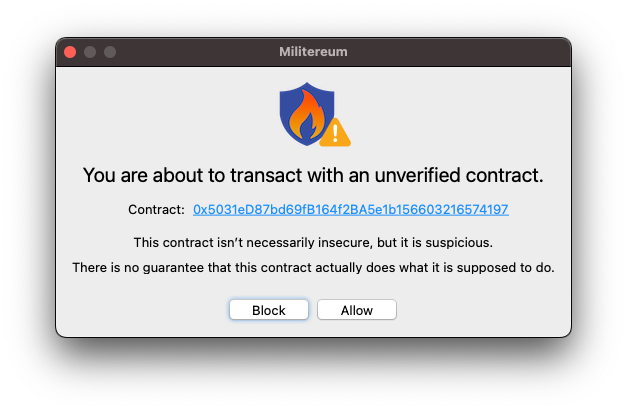 Militereum
You are about to transact with an unverified contract.
Contract: 0x5031eD87bd69fB164f2BA5e1b156603216574197
This contract isn't necessarily insecure, but it is suspicious.
There is no guarantee that this contract actually does what it is supposed to do.
Block Allow